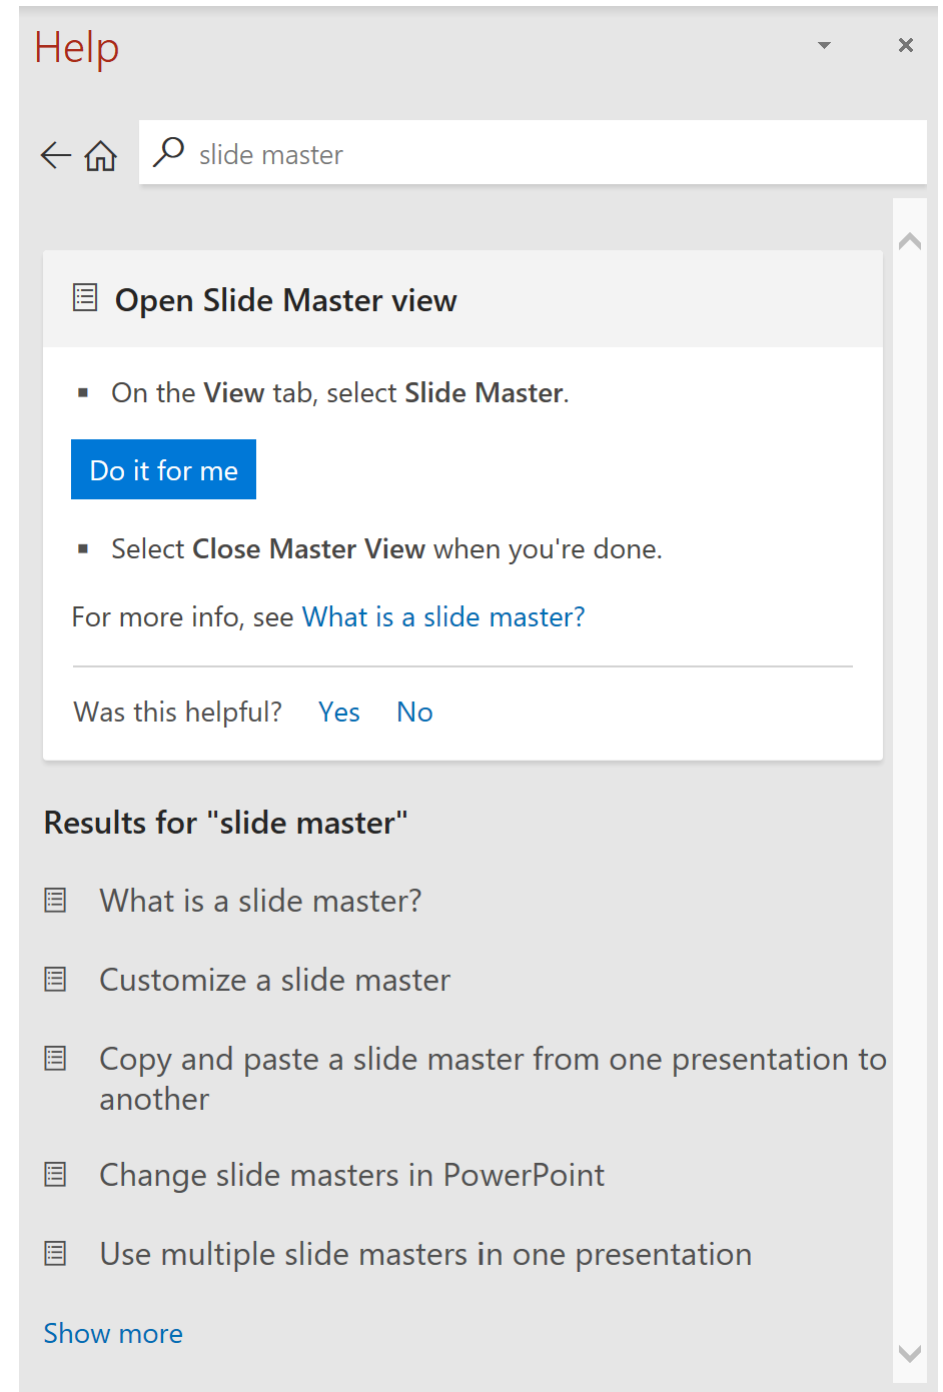 Help
slide master
Open Slide Master view
▪ On the View tab, select Slide Master.
Do it for me
▪ Select Close Master View when you're done.
For more info, see What is a slide master?
Was this helpful? Yes No
Results for "slide master"
What is a slide master?
Customize a slide master
Copy and paste a slide master from one presentation to
another
Change slide masters in PowerPoint
Use multiple slide masters in one presentation
Show more